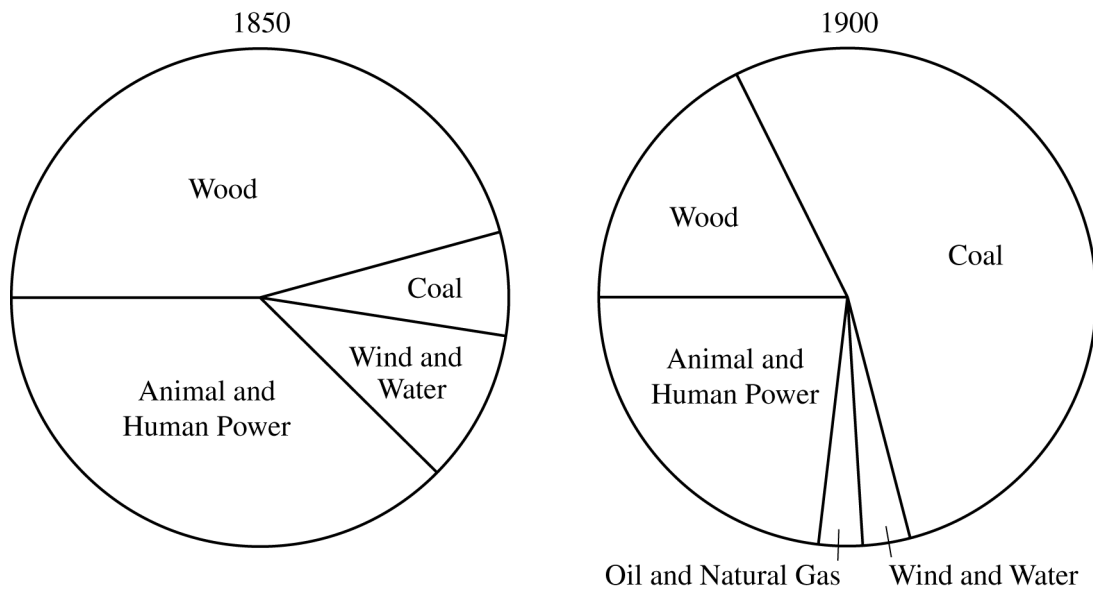 1850
Wood
Coal
Wind and
Water
Animal and
Human Power
1900
Wood
Coal
Animal and
Human Power
Oil and Natural Gas
Wind and Water